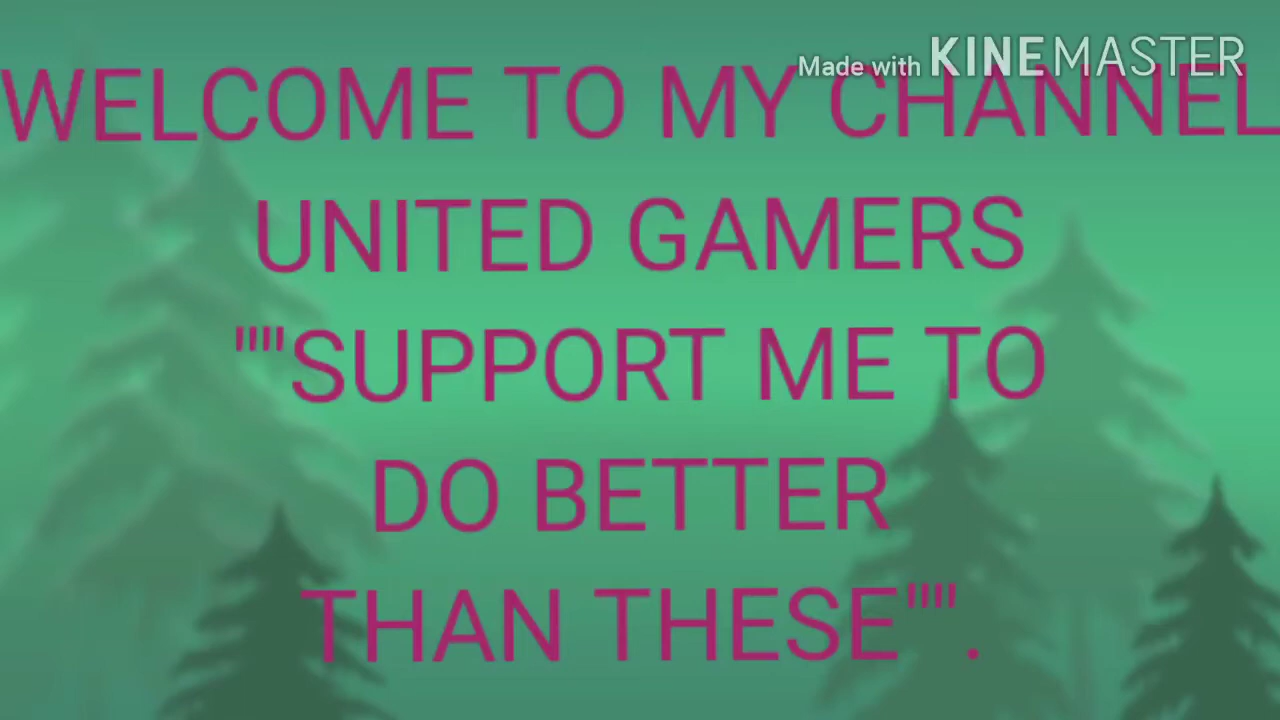 Made with KINEMASTER
WELCOME TO MY CHANNEL
UNITED GAMERS
""SUPPORT ME TO
DO BETTER
THAN THESE"".